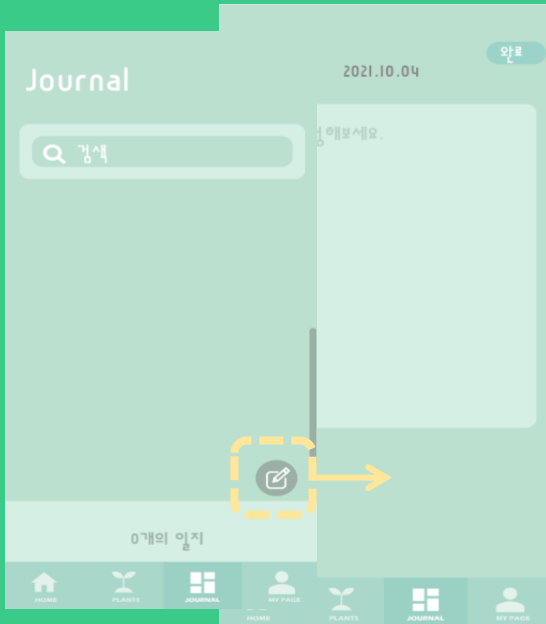 Journal
검색
0개의 일지
HOME PLANTS JOURNAL MY PAGE
2021.10.04
완료
해보세요.
HOME PLANTS JOURNAL MY PAGE